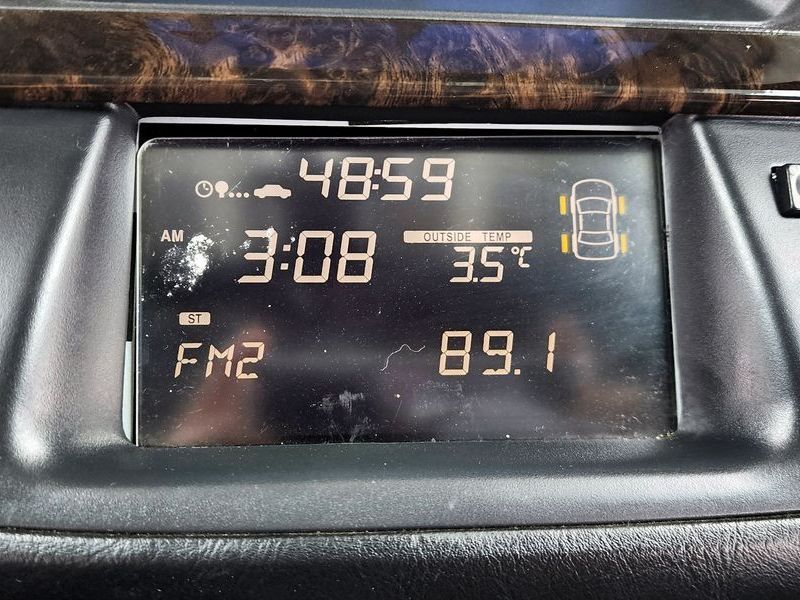 48:59
AM 3:08 OUTSIDE TEMP
3.5℃
ST
FM2 89.1